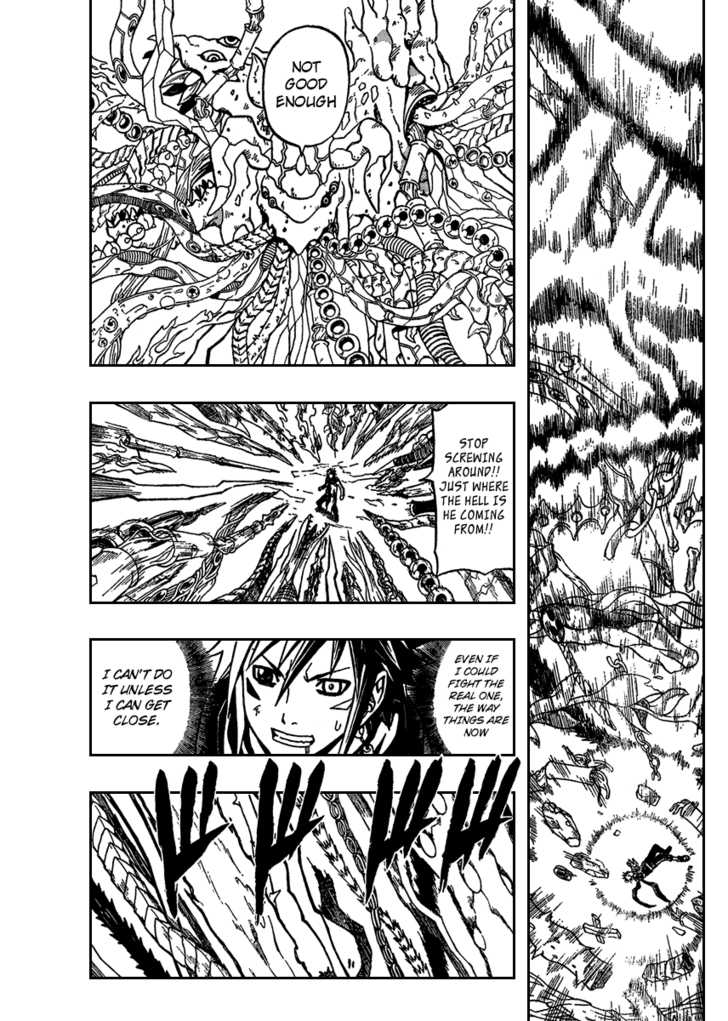 NOT
GOOD
ENOUGH
STOP
SCREWING
AROUND!!
JUST WHERE
THE HELL IS
HE COMING
FROM!!
EVEN IF
I COULD
FIGHT THE
REAL ONE,
THE WAY
THINGS ARE
NOW
I CAN'T DO
IT UNLESS
I CAN GET
CLOSE.